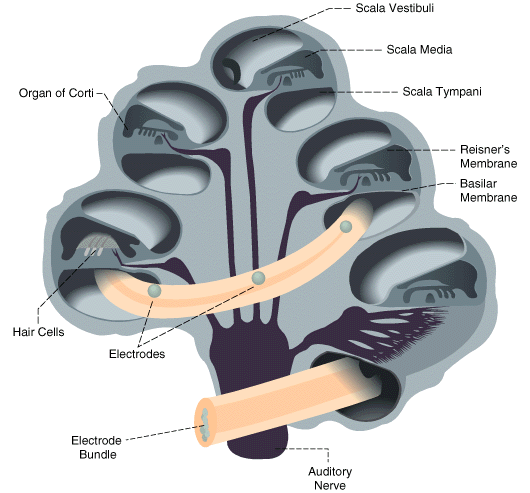 Scala Vestibuli
Scala Media
Organ of Corti
Scala Tympani
Reisner's
Membrane
Basilar
Membrane
Hair Cells
Electrodes
Electrode
Bundle
Auditory
Nerve